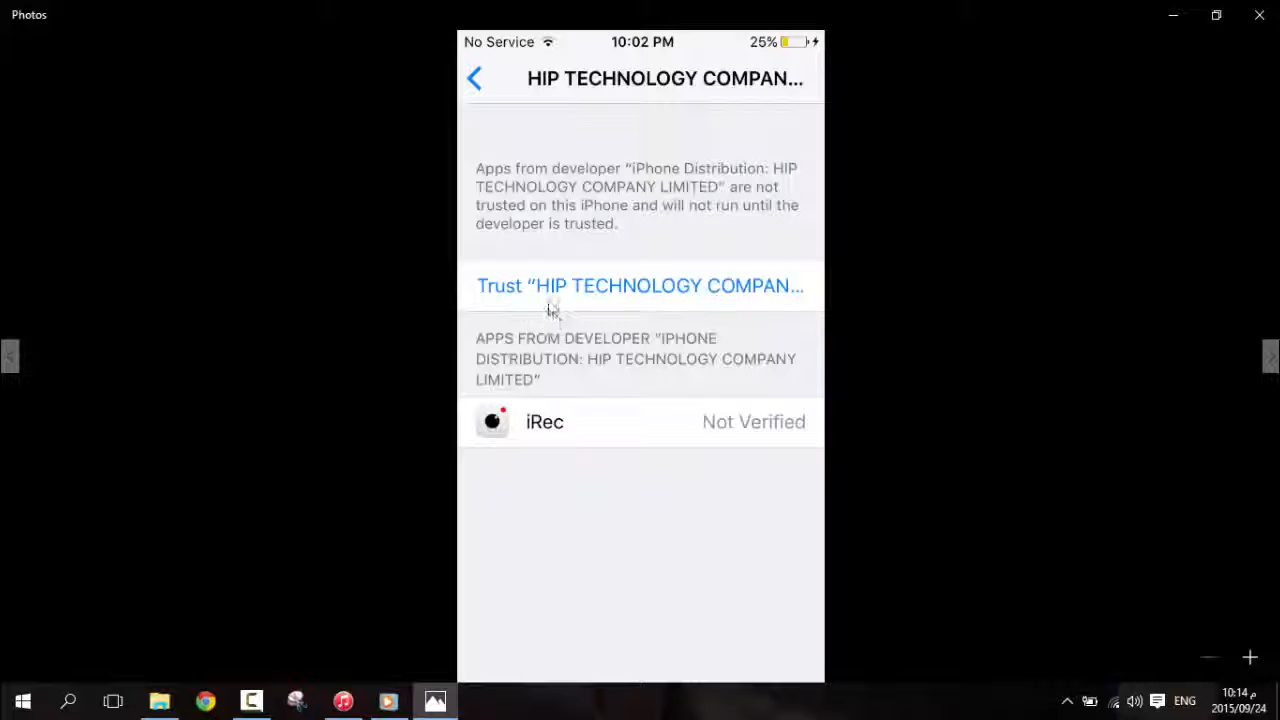 Photos
No Service 10:02 PM 25%
HIP TECHNOLOGY COMPAN...
Apps from developer “iPhone Distribution: HIP
TECHNOLOGY COMPANY LIMITED” are not
trusted on this iPhone and will not run until the
developer is trusted.
Trust “HIP TECHNOLOGY COMPAN...
APPS FROM DEVELOPER “IPHONE
DISTRIBUTION: HIP TECHNOLOGY COMPANY
LIMITED”
iRec Not Verified
ENG
10:14 م
2015/09/24